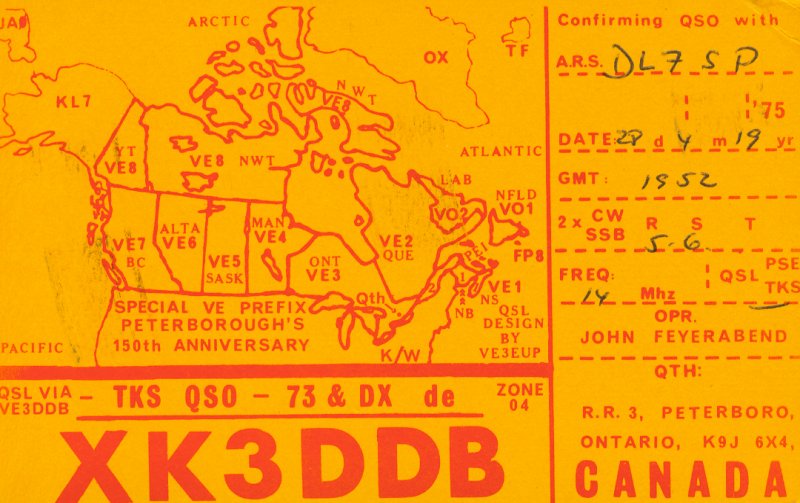 JA
ARCTIC
OX
TF
KL7
NWT
VE8
YT
VE8
VE8 NWT
ATLANTIC
LAB
VO2
NFLD
VO1
FP8
VE7
BC
ALTA
VE6
VE5
SASK
MAN
VE4
ONT
VE3
VE2
QUE
PEI
VE1
NS
NB
1
2
Qth
K/W
PACIFIC
SPECIAL VE PREFIX
PETERBOROUGH'S
150th ANNIVERSARY
QSL
DESIGN
BY
VE3EUP
QSL VIA
VE3DDB
- TKS QSO - 73 & DX de
ZONE
04
XK3DDB
Confirming QSO with
A.R.S. DL7SP
'75
DATE: 28 d 4 m 19 yr
GMT: 1952
2 x CW
SSB
R S T
5-6
FREQ:
14 Mhz
QSL PSE
TKS
OPR.
JOHN FEYERABEND
QTH:
R.R. 3, PETERBORO,
ONTARIO, K9J 6X4,
CANADA